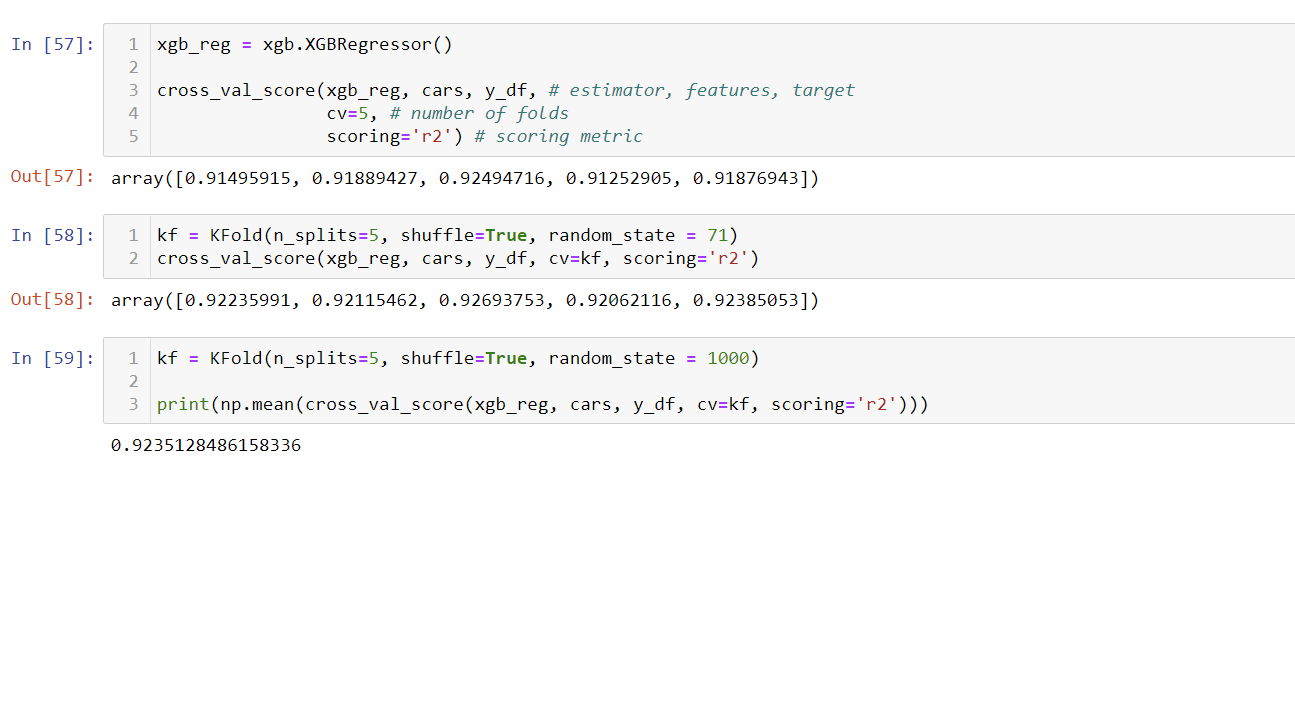 In [57]:
1 xgb_reg = xgb.XGBRegressor()
2
3 cross_val_score(xgb_reg, cars, y_df, # estimator, features, target
4                 cv=5, # number of folds
5                 scoring='r2') # scoring metric
Out[57]: array([0.91495915, 0.91889427, 0.92494716, 0.91252905, 0.91876943])
In [58]:
1 kf = KFold(n_splits=5, shuffle=True, random_state = 71)
2 cross_val_score(xgb_reg, cars, y_df, cv=kf, scoring='r2')
Out[58]: array([0.92235991, 0.92115462, 0.92693753, 0.92062116, 0.92385053])
In [59]:
1 kf = KFold(n_splits=5, shuffle=True, random_state = 1000)
2
3 print(np.mean(cross_val_score(xgb_reg, cars, y_df, cv=kf, scoring='r2')))
0.9235128486158336